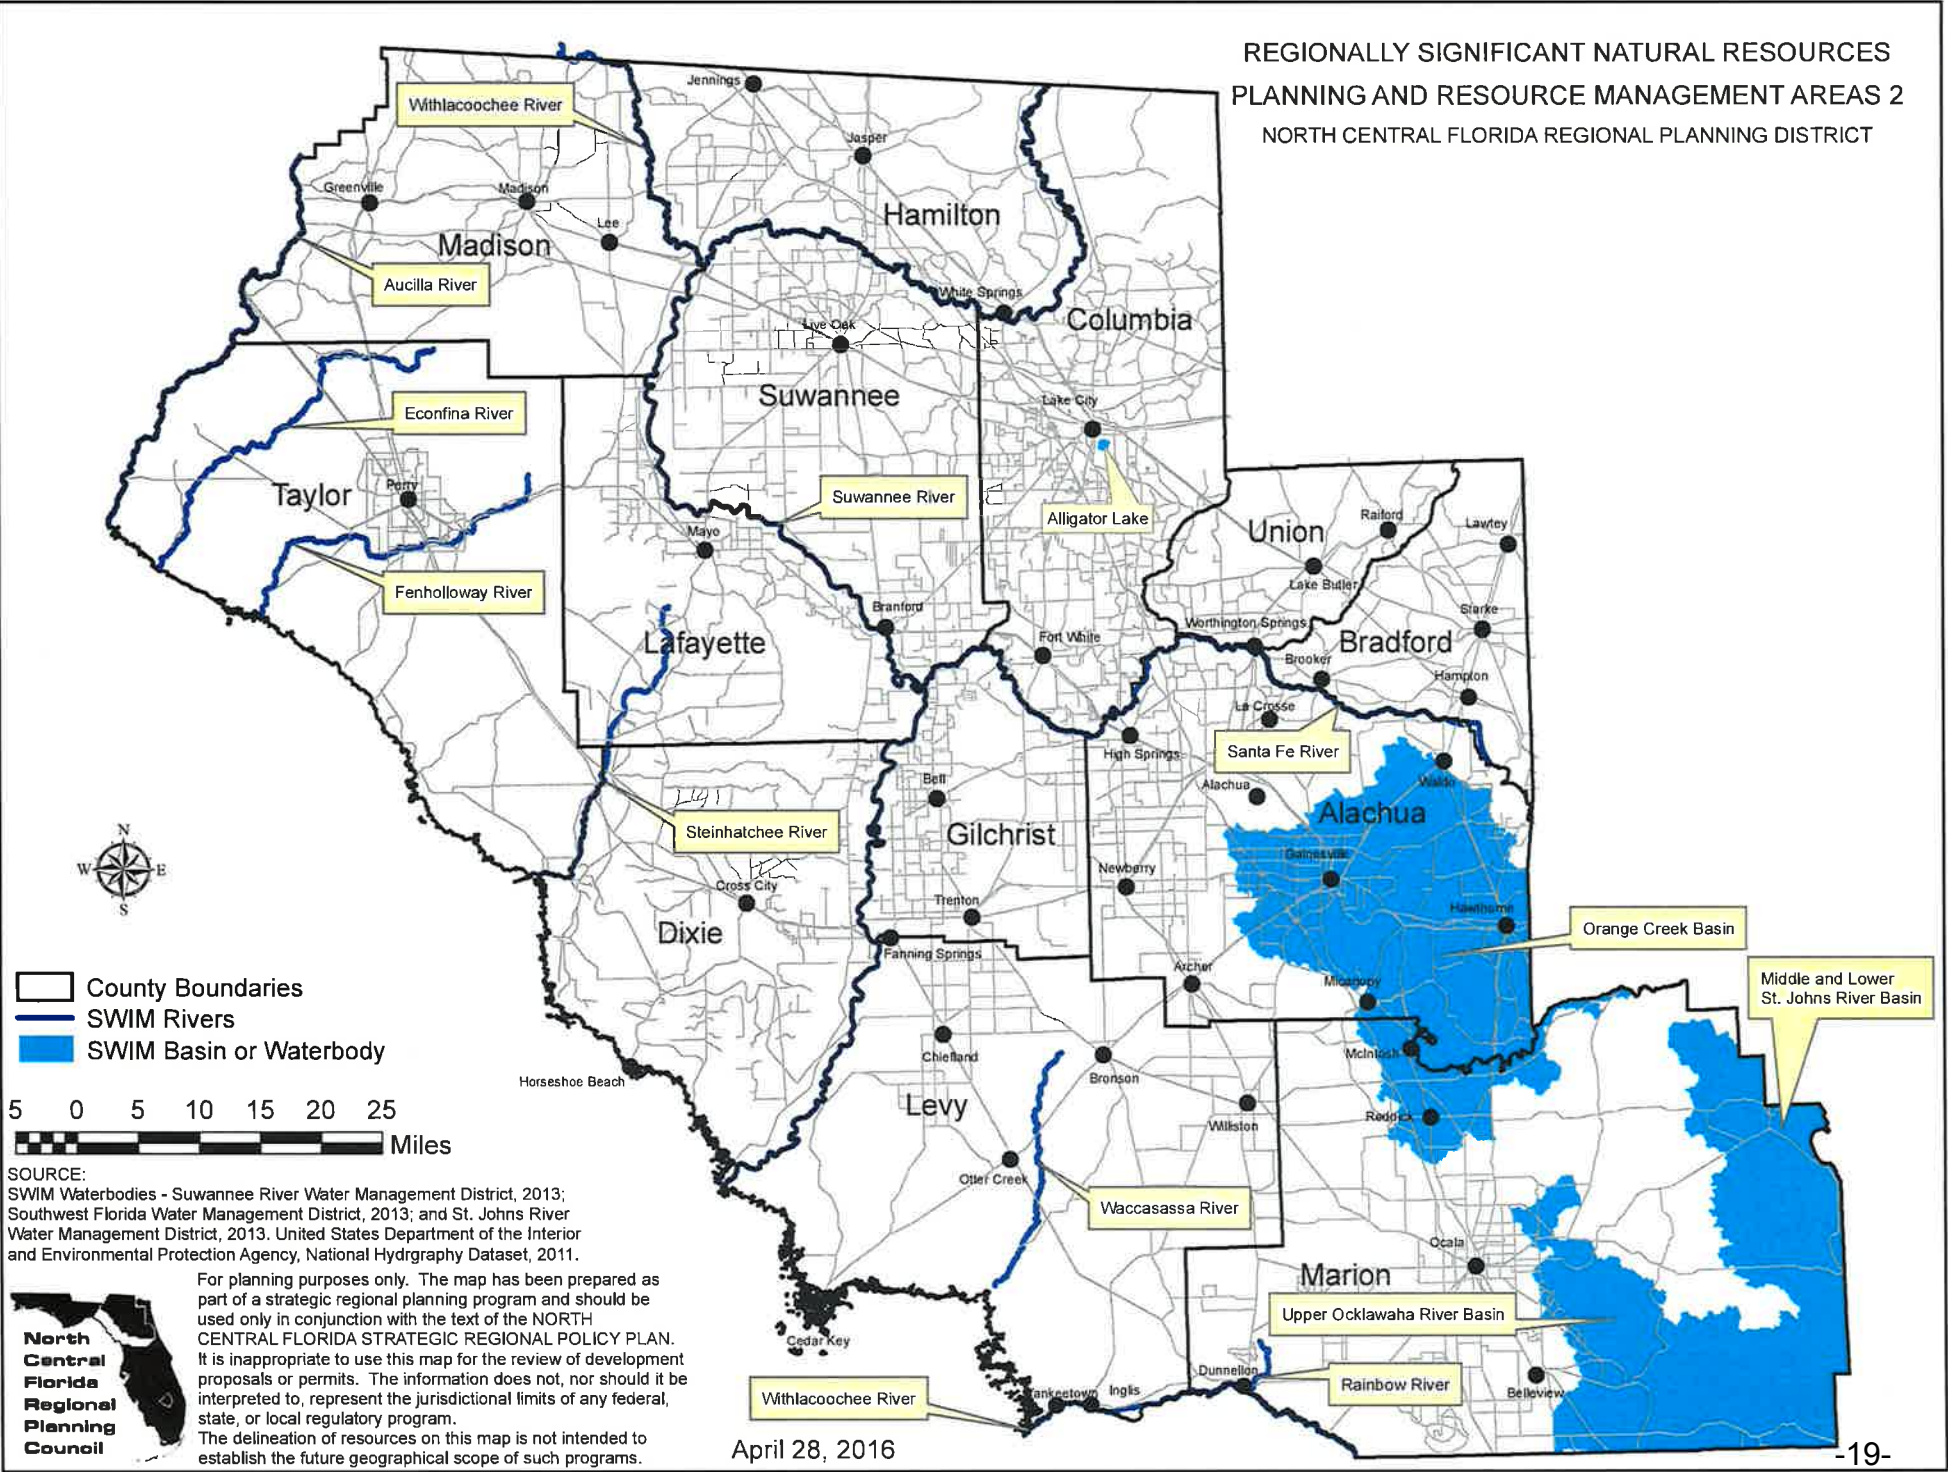 REGIONALLY SIGNIFICANT NATURAL RESOURCES
PLANNING AND RESOURCE MANAGEMENT AREAS 2
NORTH CENTRAL FLORIDA REGIONAL PLANNING DISTRICT
Jennings
Withlacoochee River
Jasper
Greenville
Madison
Hamilton
Lee
Madison
Aucilla River
White Springs
Columbia
Live Oak
Suwannee
Lake City
Econfina River
Taylor
Perry
Suwannee River
Alligator Lake
Mayo
Union
Raiford
Lawtey
Lake Butler
Fenholloway River
Branford
Starke
Worthington Springs
Lafayette
Fort White
Bradford
Brooker
Hampton
La Crosse
Santa Fe River
High Springs
Bell
Alachua
Waldo
Alachua
Steinhatchee River
Gilchrist
Gainesville
Newberry
Cross City
Trenton
Hawthorne
Dixie
Orange Creek Basin
Fanning Springs
Archer
Micanopy
Middle and Lower
St. Johns River Basin
N
W
E
S
County Boundaries
SWIM Rivers
SWIM Basin or Waterbody
Chiefland
McIntosh
Horseshoe Beach
Bronson
Levy
Reddick
Williston
5 0 5 10 15 20 25
Miles
Otter Creek
Waccasassa River
SOURCE:
SWIM Waterbodies - Suwannee River Water Management District, 2013;
Southwest Florida Water Management District, 2013; and St. Johns River
Water Management District, 2013. United States Department of the Interior
and Environmental Protection Agency, National Hydrgraphy Dataset, 2011.
Ocala
Marion
Upper Ocklawaha River Basin
Cedar Key
Dunnellon
Rainbow River
Belleview
Withlacoochee River
Yankeetown
Inglis
For planning purposes only. The map has been prepared as
part of a strategic regional planning program and should be
used only in conjunction with the text of the NORTH
CENTRAL FLORIDA STRATEGIC REGIONAL POLICY PLAN.
It is inappropriate to use this map for the review of development
proposals or permits. The information does not, nor should it be
interpreted to, represent the jurisdictional limits of any federal,
state, or local regulatory program.
The delineation of resources on this map is not intended to
establish the future geographical scope of such programs.
North
Central
Florida
Regional
Planning
Council
April 28, 2016
-19-